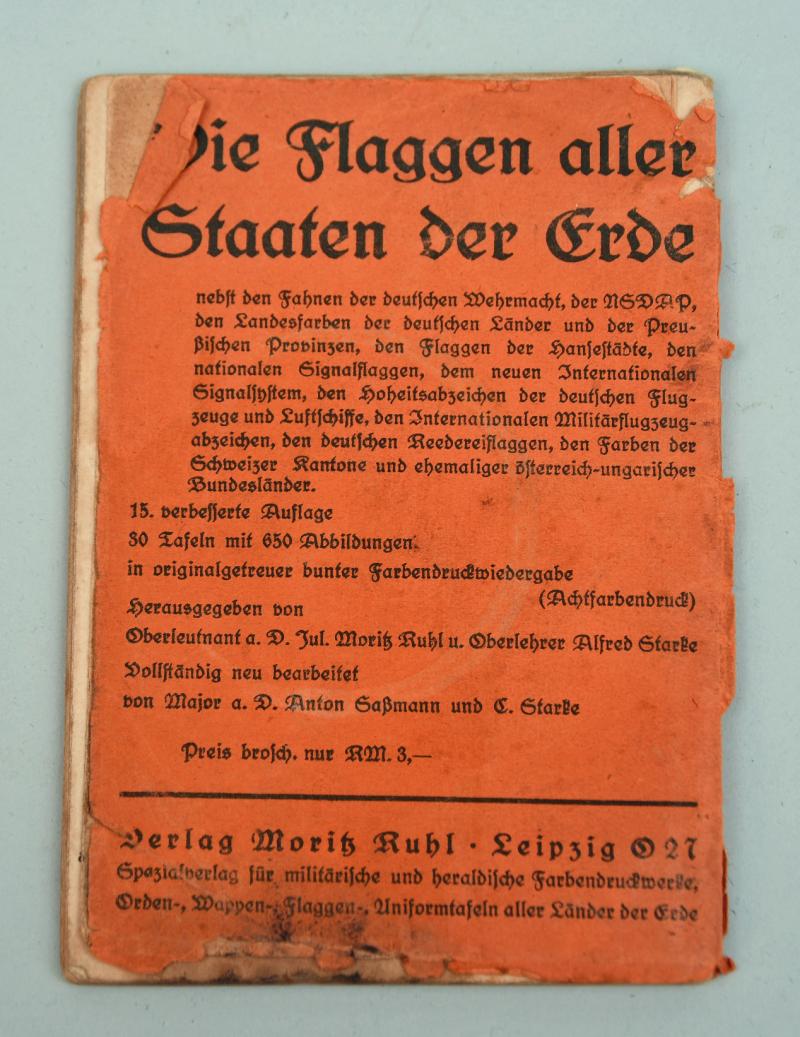 Die Flaggen aller
Staaten der Erde
nebst den Fahnen der deutschen Wehrmacht, der NSDAP,
den Landesfarben der deutschen Länder und der Preu-
ßischen Provinzen, den Flaggen der Hansestädte, den
nationalen Signalflaggen, dem neuen Internationalen
Signalsystem, den Hoheitsabzeichen der deutschen Flug-
zeuge und Luftschiffe, den Internationalen Militärflugzeug-
abzeichen, den deutschen Reedereiflaggen, den Farben der
Schweizer Kantone und ehemaliger österreich-ungarischer
Bundesländer.
15. verbesserte Auflage
30 Tafeln mit 650 Abbildungen
in originalgetreuer bunter Farbendruckwiedergabe
(Achtfarbendruck)
Herausgegeben von
Oberleutnant a. D. Jul. Moritz Ruhl u. Oberlehrer Alfred Starke
Vollständig neu bearbeitet
von Major a. D. Anton Saßmann und C. Starke
Preis brosch. nur RM. 3,—
Verlag Moritz Ruhl · Leipzig O 27
Spezialverlag für militärische und heraldische Farbendruckwerke,
Orden-, Wappen-, Flaggen-, Uniformtafeln aller Länder der Erde